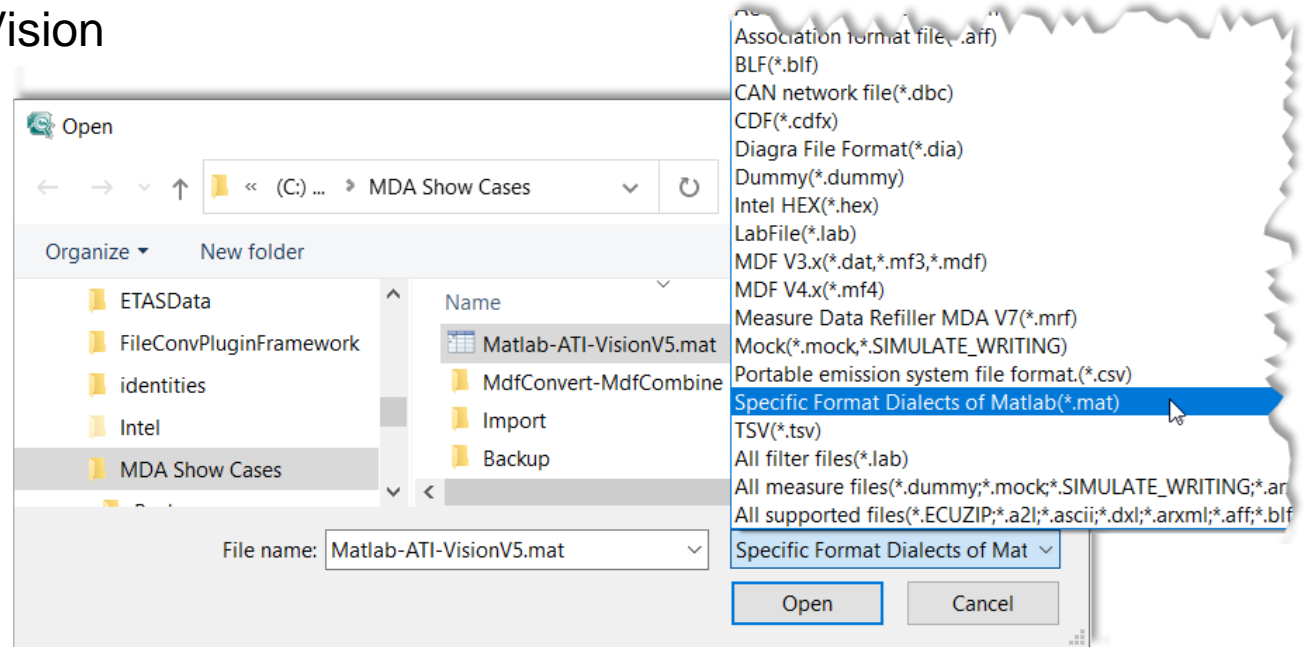 Vision
Open
« (C:) ... MDA Show Cases
Organize New folder
ETASData
FileConvPluginFramework
identities
Intel
MDA Show Cases
Name
Matlab-ATI-VisionV5.mat
MdfConvert-MdfCombine
Import
Backup
Association format file(*.aff)
BLF(*.blf)
CAN network file(*.dbc)
CDF(*.cdfx)
Diagra File Format(*.dia)
Dummy(*.dummy)
Intel HEX(*.hex)
LabFile(*.lab)
MDF V3.x(*.dat,*.mf3,*.mdf)
MDF V4.x(*.mf4)
Measure Data Refiller MDA V7(*.mrf)
Mock(*.mock,*.SIMULATE_WRITING)
Portable emission system file format.(*.csv)
Specific Format Dialects of Matlab(*.mat)
TSV(*.tsv)
All filter files(*.lab)
All measure files(*.dummy;*.mock;*.SIMULATE_WRITING;*.ar
All supported files(*.ECUZIP;*.a2l;*.ascii;*.dxl;*.arxml;*.aff;*.blf
File name: Matlab-ATI-VisionV5.mat
Specific Format Dialects of Mat
Open Cancel